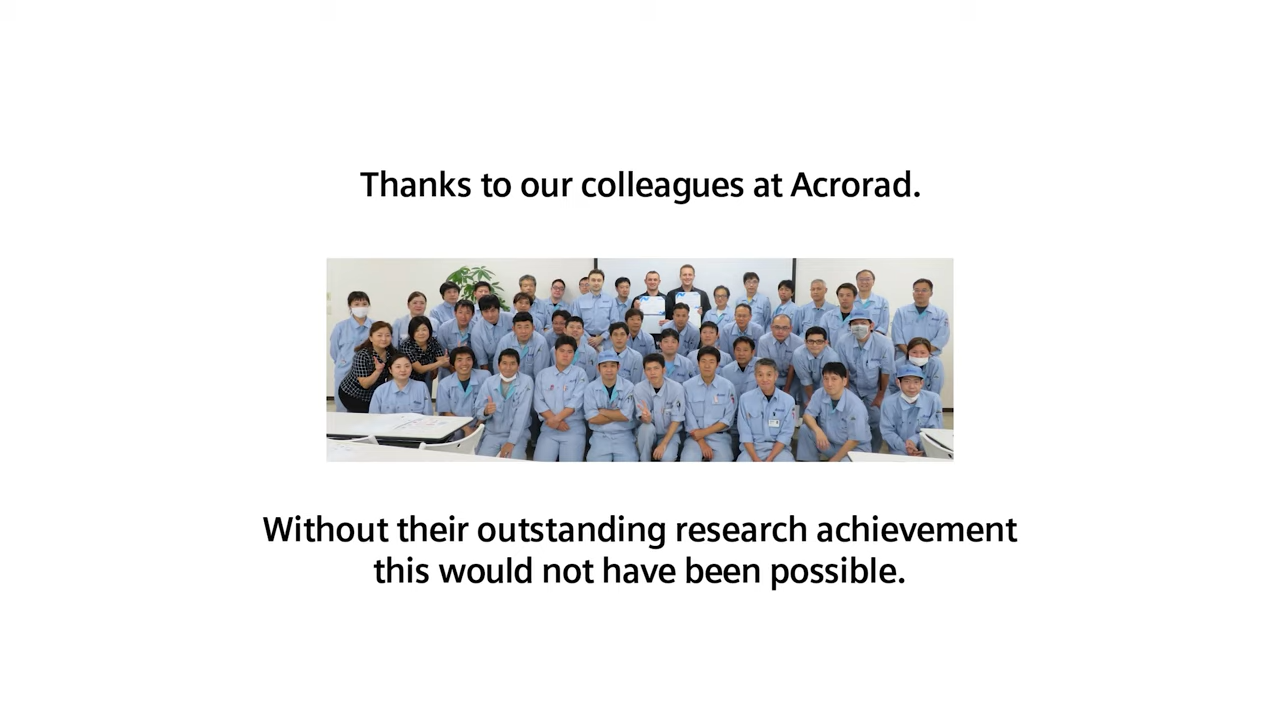 Thanks to our colleagues at Acrorad.
Without their outstanding research achievement
this would not have been possible.